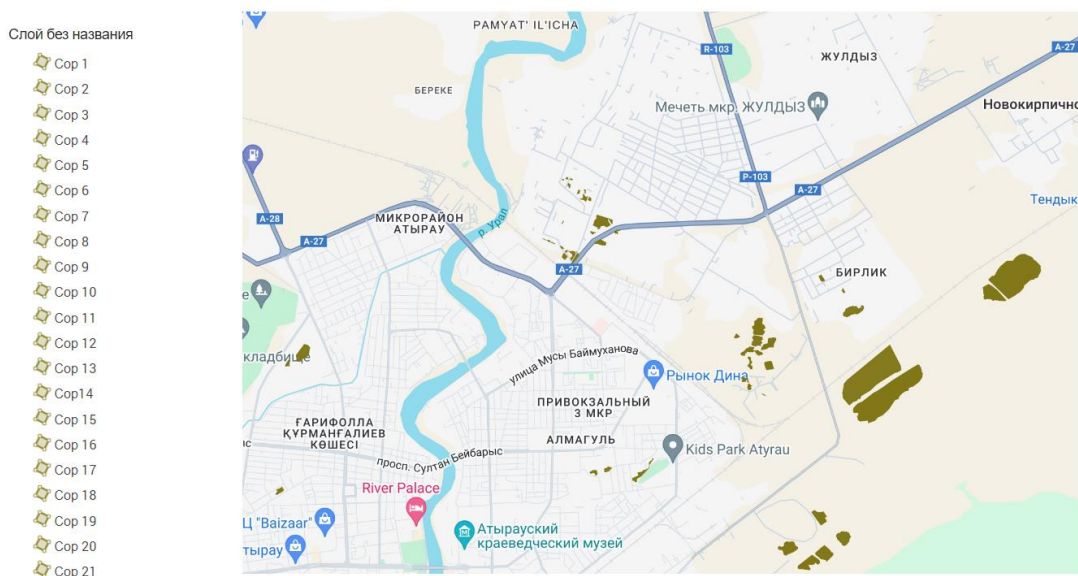 Слой без названия
Сор 1
Сор 2
Сор 3
Сор 4
Сор 5
Сор 6
Сор 7
Сор 8
Сор 9
Сор 10
Сор 11
Сор 12
Сор 13
Сор14
Сор 15
Сор 16
Сор 17
Сор 18
Сор 19
Сор 20
Сор 21
PAMYAT' IL'ICHA
R-103
A-27
ЖУЛДЫЗ
БЕРЕКЕ
Мечеть мкр. ЖУЛДЫЗ
Новокирпично
P-103
A-27
Тендык
A-28
A-27
МИКРОРАЙОН
АТЫРАУ
р. Урал
A-27
БИРЛИК
е
кладбище
улица Мусы Баймуханова
Рынок Дина
ПРИВОКЗАЛЬНЫЙ
3 МКР
ҒАРИФОЛЛА
ҚҰРМАНҒАЛИЕВ
КӨШЕСІ
АЛМАГУЛЬ
просп. Султан Бейбарыс
Kids Park Atyrau
River Palace
Ц "Baizaar"
тырау
Атырауский
краеведческий музей